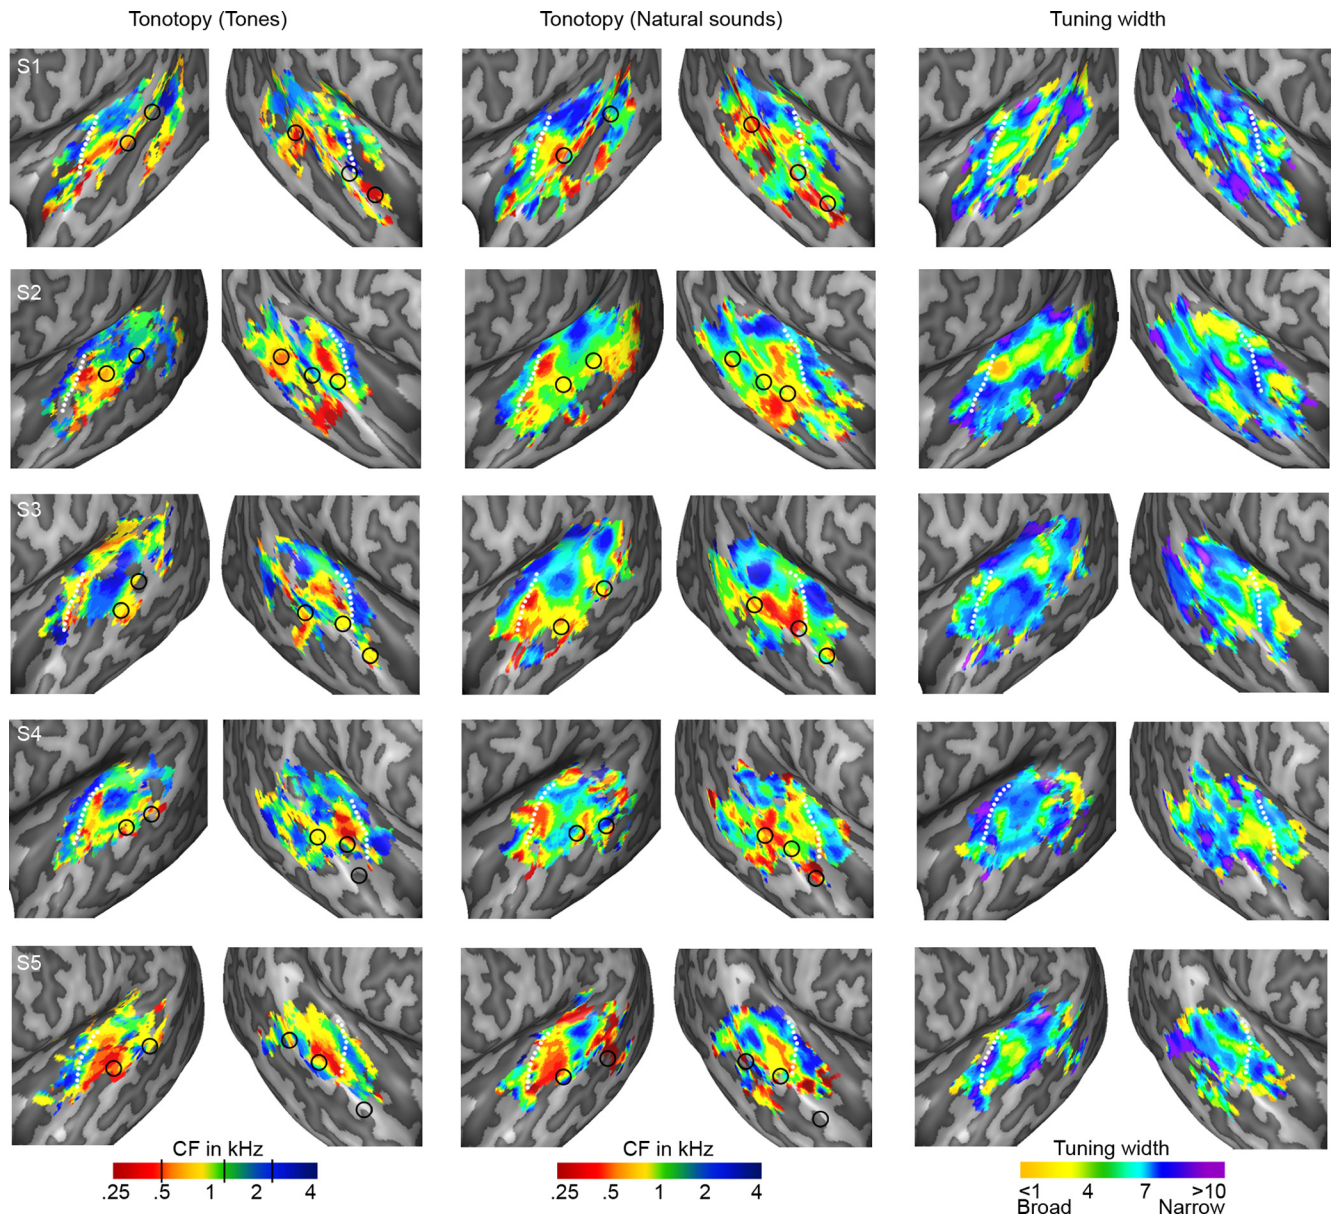 Tonotopy (Tones)
Tonotopy (Natural sounds)
Tuning width
S1
S2
S3
S4
S5
CF in kHz
.25 .5 1 2 4
CF in kHz
.25 .5 1 2 4
Tuning width
<1 4 7 >10
Broad Narrow